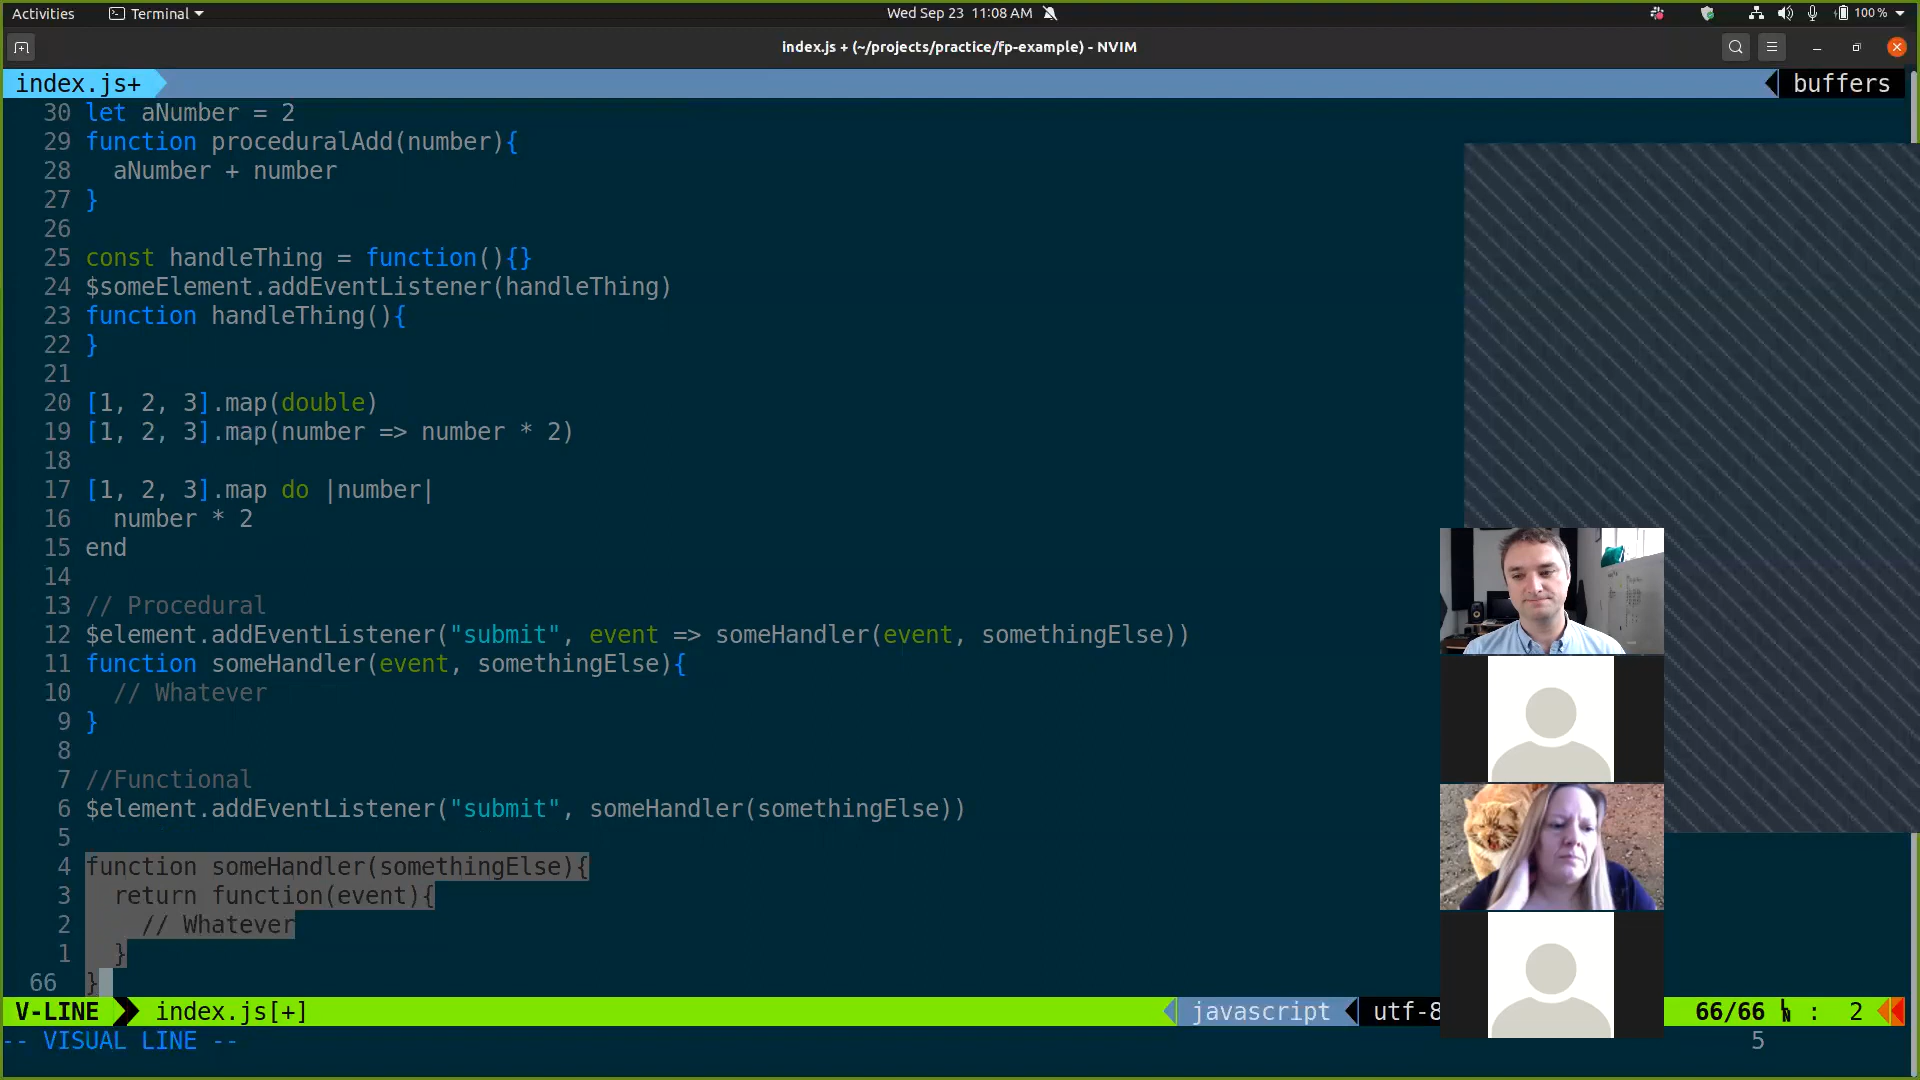 Activities Terminal Wed Sep 23 11:08 AM 100 %
index.js + (~/projects/practice/fp-example) - NVIM
index.js+ buffers
30 let aNumber = 2
29 function proceduralAdd(number){
28 aNumber + number
27 }
26
25 const handleThing = function(){}
24 $someElement.addEventListener(handleThing)
23 function handleThing(){
22 }
21
20 [1, 2, 3].map(double)
19 [1, 2, 3].map(number => number * 2)
18
17 [1, 2, 3].map do |number|
16 number * 2
15 end
14
13 // Procedural
12 $element.addEventListener("submit", event => someHandler(event, somethingElse))
11 function someHandler(event, somethingElse){
10 // Whatever
9 }
8
7 //Functional
6 $element.addEventListener("submit", someHandler(somethingElse))
5
4 function someHandler(somethingElse){
3 return function(event){
2 // Whatever
1 }
66 }
V-LINE index.js[+] javascript utf-8 66/66 : 2
-- VISUAL LINE -- 5